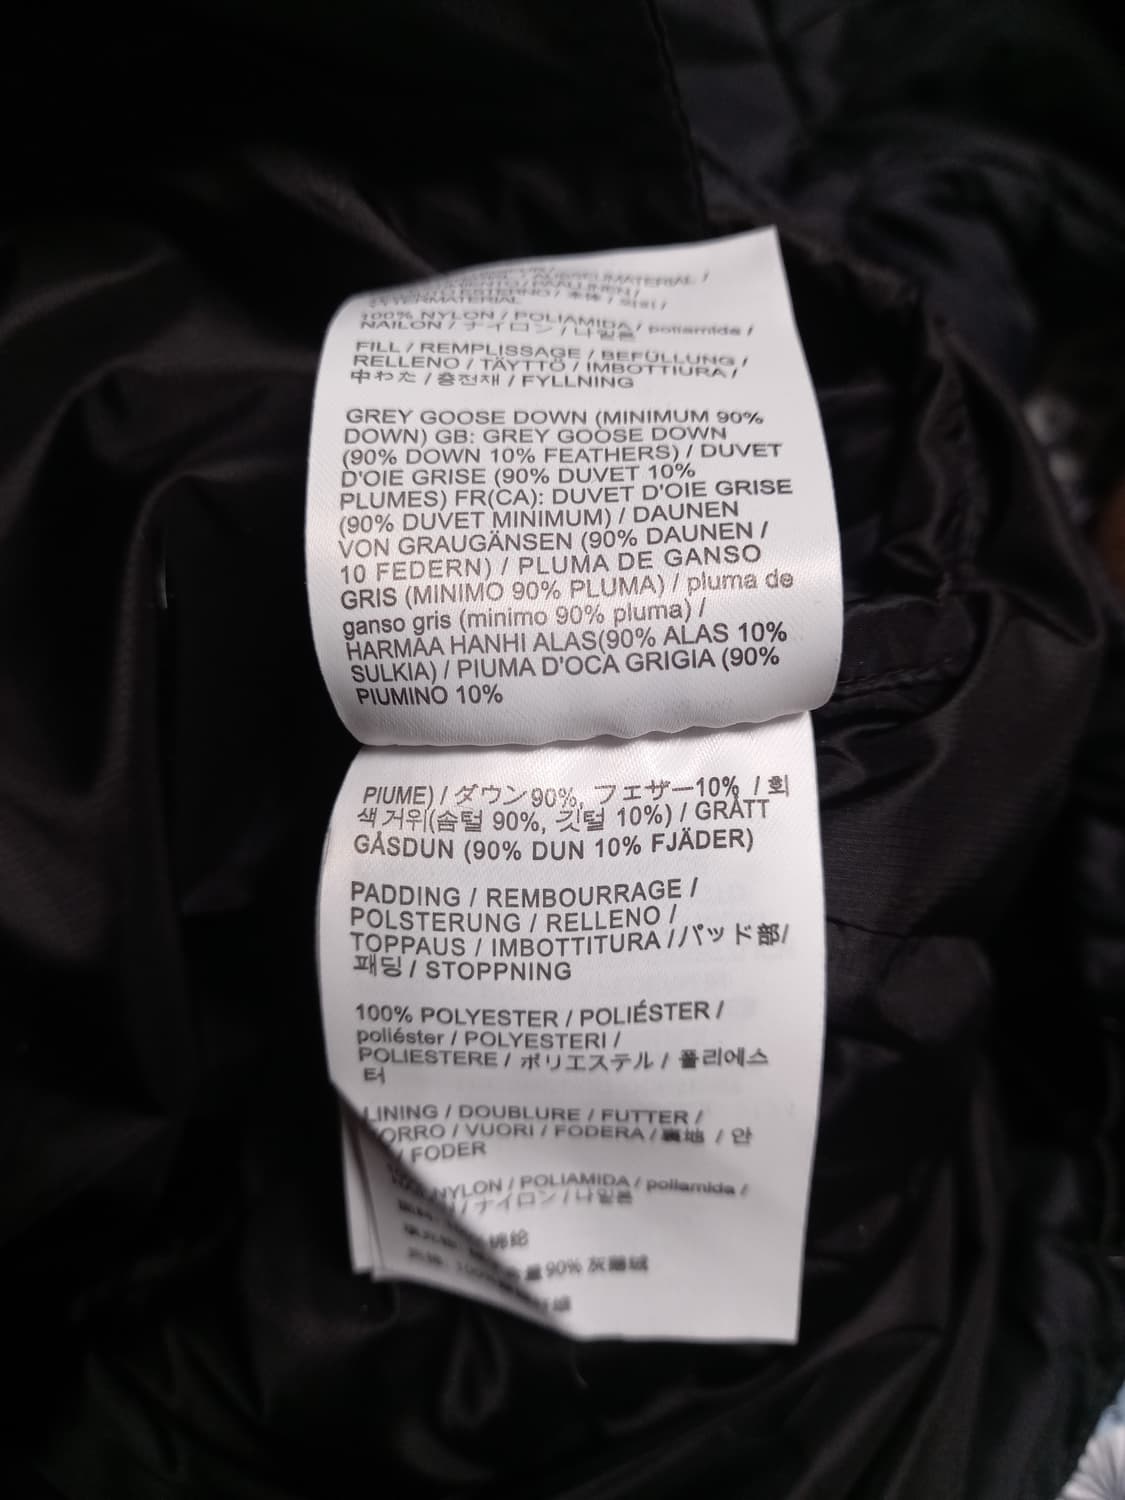 100% NYLON / POLIAMIDA / poliamida /
NAILON / ナイロン / 나일론
FILL / REMPLISSAGE / BEFÜLLUNG /
RELLENO / TÄYTTÖ / IMBOTTIURA /
中わた / 충전재 / FYLLNING
GREY GOOSE DOWN (MINIMUM 90%
DOWN) GB: GREY GOOSE DOWN
(90% DOWN 10% FEATHERS) / DUVET
D'OIE GRISE (90% DUVET 10%
PLUMES) FR(CA): DUVET D'OIE GRISE
(90% DUVET MINIMUM) / DAUNEN
VON GRAUGÄNSEN (90% DAUNEN /
10 FEDERN) / PLUMA DE GANSO
GRIS (MINIMO 90% PLUMA) / pluma de
ganso gris (minimo 90% pluma) /
HARMAA HANHI ALAS(90% ALAS 10%
SULKIA) / PIUMA D'OCA GRIGIA (90%
PIUMINO 10%
PIUME) / ダウン90%, フェザー10% / 회
색 거위(솜털 90%, 깃털 10%) / GRÅTT
GÅSDUN (90% DUN 10% FJÄDER)
PADDING / REMBOURRAGE /
POLSTERUNG / RELLENO /
TOPPAUS / IMBOTTITURA /パッド部/
패딩 / STOPPNING
100% POLYESTER / POLIÉSTER /
poliéster / POLYESTERI /
POLIESTERE / ポリエステル / 폴리에스
터
LINING / DOUBLURE / FUTTER /
FORRO / VUORI / FODERA / 裏地 / 안
/ FODER
NYLON / POLIAMIDA / poliamida /
/ ナイロン / 나일론
90% 灰鹅绒